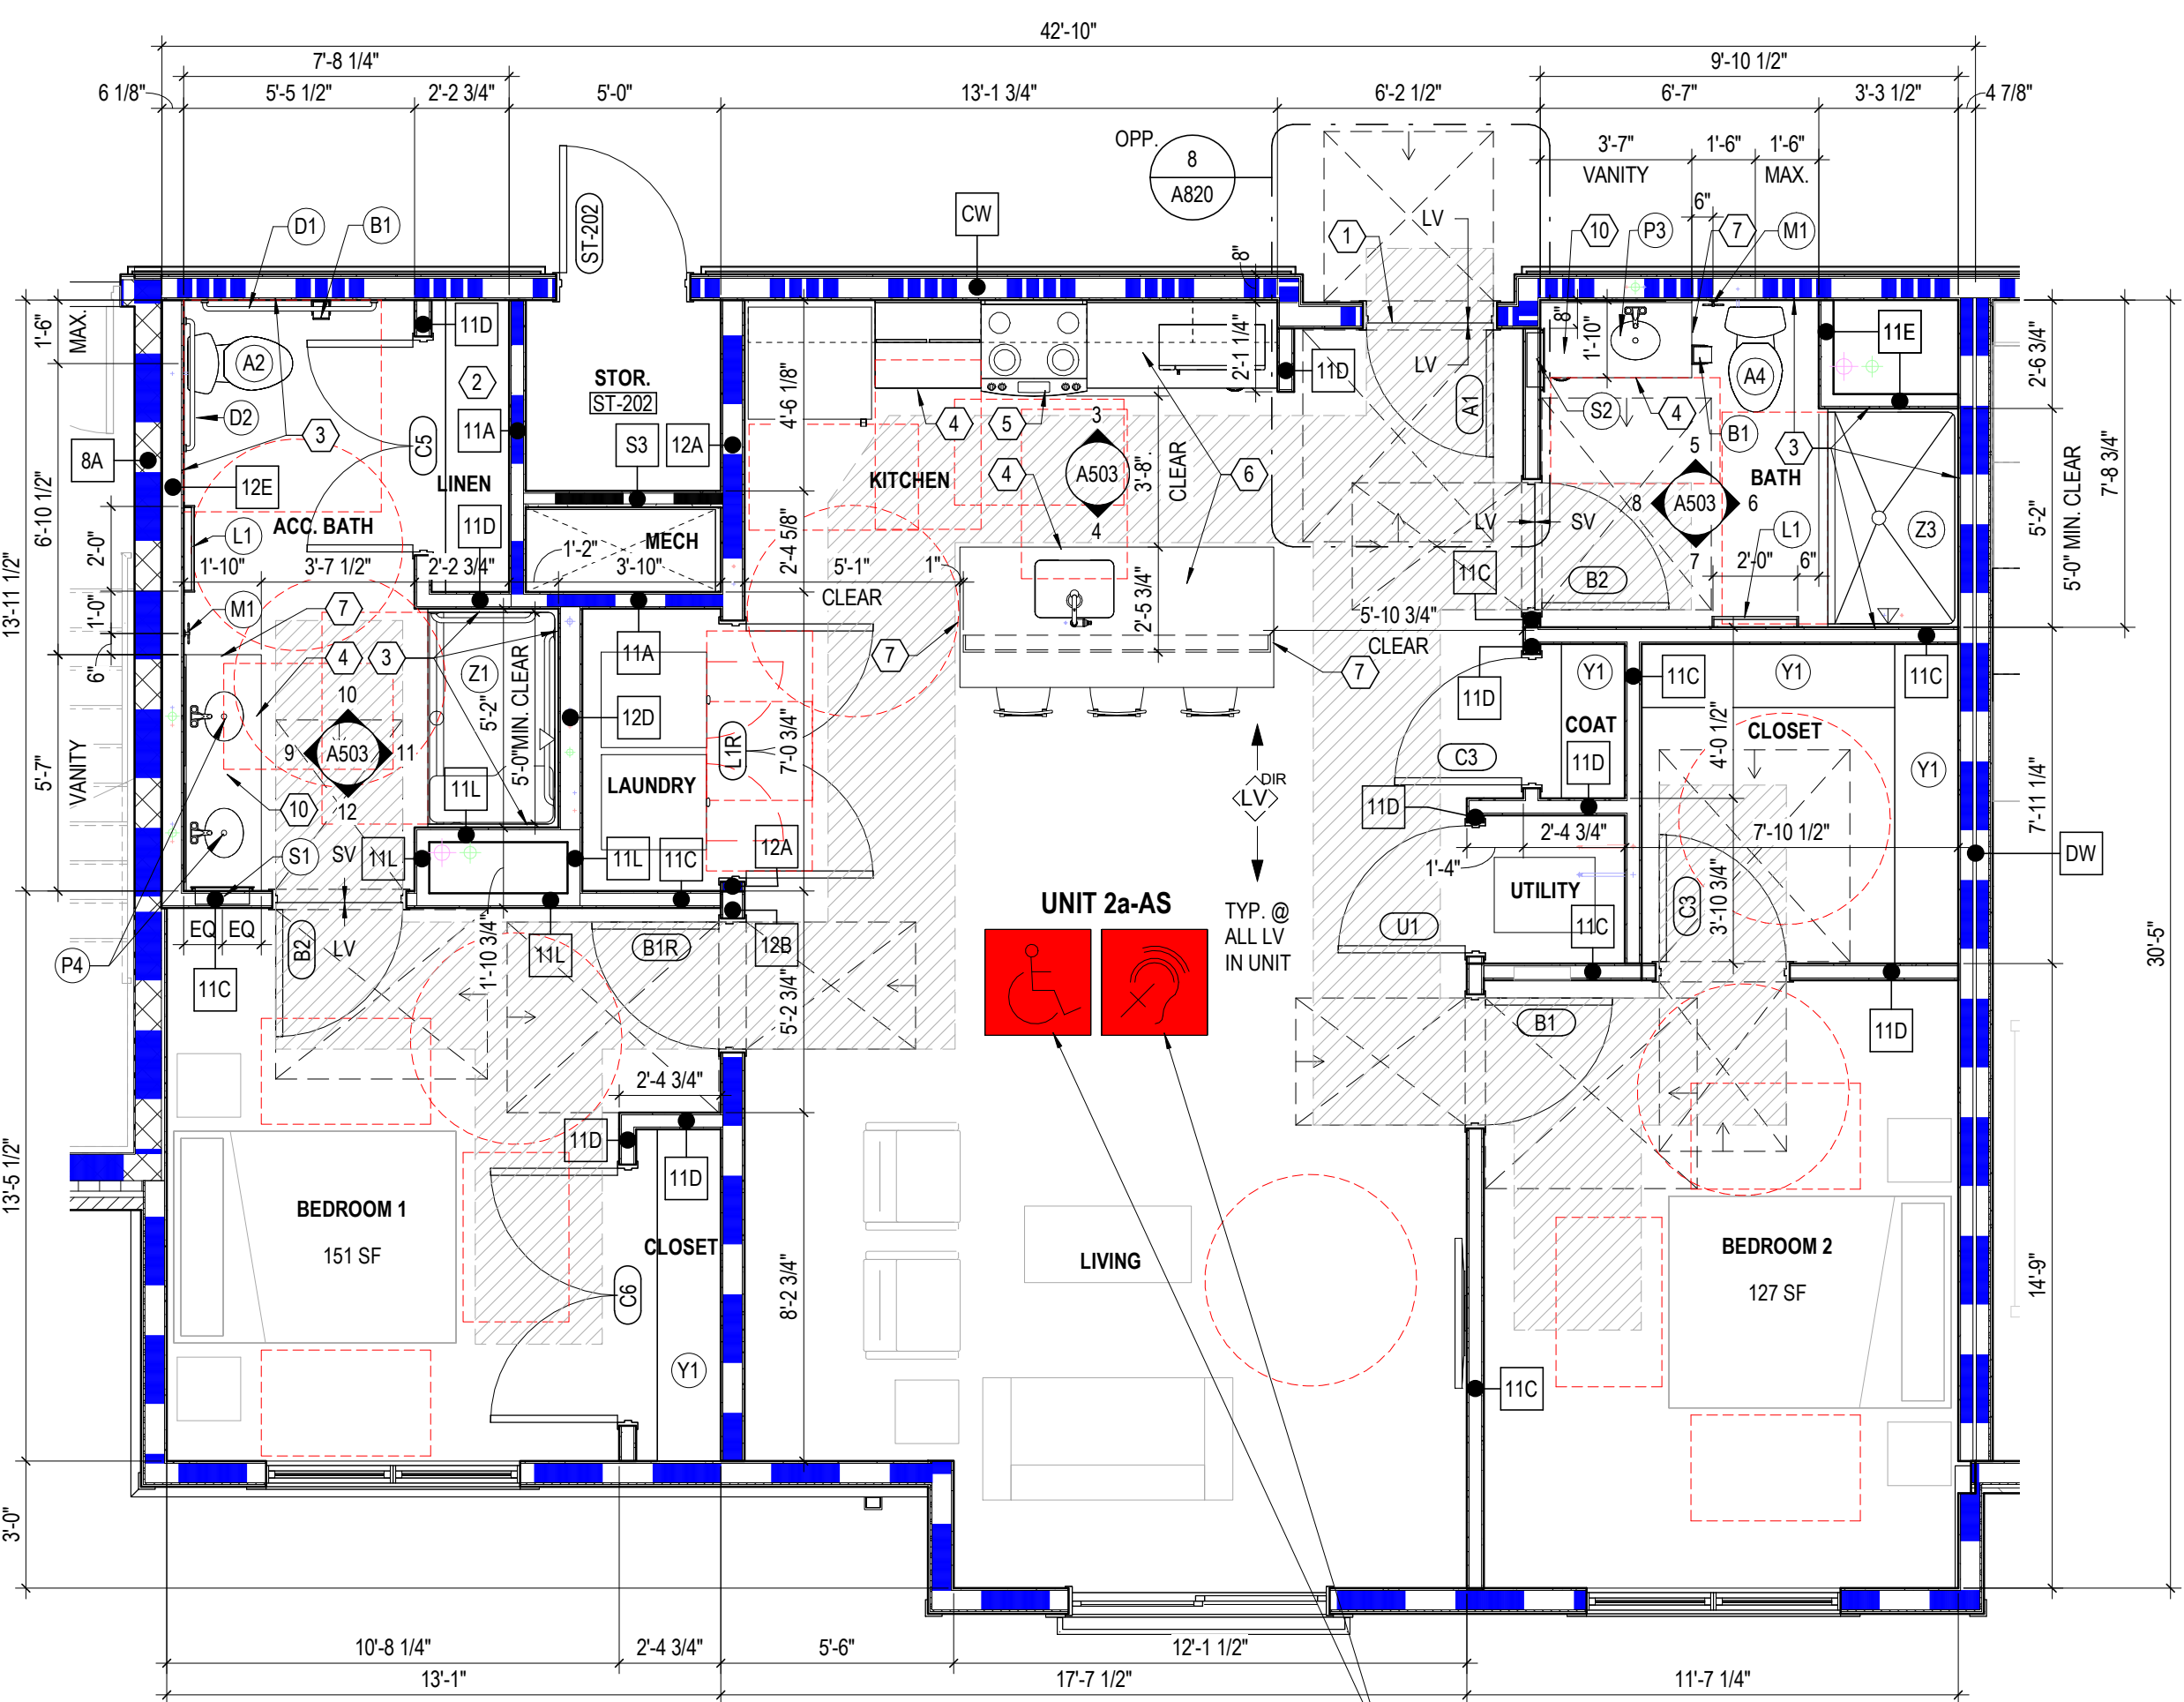 42'-10"
7'-8 1/4"
9'-10 1/2"
6 1/8"
5'-5 1/2"
2'-2 3/4"
5'-0"
13'-1 3/4"
6'-2 1/2"
6'-7"
3'-3 1/2"
4 7/8"
OPP.
8
A820
3'-7"
VANITY
1'-6"
1'-6"
MAX.
6"
D1
B1
ST-202
CW
8"
1
LV
10
P3
7
M1
1'-6"
MAX.
11D
A2
2
STOR.
ST-202
D2
11A
3
C5
S3
12A
4'-6 1/8"
2'-1 1/4"
11D
LV
A1
8"
1'-10"
A4
11E
2'-6 3/4"
S2
4
B1
3
4
5
3
A503
4
4
3'-8"
CLEAR
6
KITCHEN
5
BATH
8
A503
6
7
L1
Z3
5'-2"
5'-0" MIN. CLEAR
7'-8 3/4"
8A
12E
LINEN
11D
ACC. BATH
L1
MECH
1'-2"
LV
SV
11C
B2
2'-0"
6"
13'-11 1/2"
6'-10 1/2"
2'-0"
1'-10"
3'-7 1/2"
2'-2 3/4"
3'-10"
2'-4 5/8"
5'-1"
CLEAR
1"
2'-5 3/4"
5'-10 3/4"
CLEAR
1'-0"
M1
7
6"
4
3
Z1
11A
7
7
11D
Y1
11C
Y1
11C
5'-2"
5'-0"MIN. CLEAR
12D
L1R
7'-0 3/4"
COAT
4'-0 1/2"
CLOSET
10
9
A503
11
12
5'-7"
VANITY
10
11L
LAUNDRY
DIR
LV
C3
11D
Y1
7'-11 1/4"
S1
SV
11L
11L
11C
12A
11D
2'-4 3/4"
7'-10 1/2"
DW
1'-4"
UTILITY
3'-10 3/4"
C3
UNIT 2a-AS
TYP. @
ALL LV
IN UNIT
U1
11C
EQ
EQ
B2
LV
P4
11C
1'-10 3/4"
11L
B1R
12B
5'-2 3/4"
B1
11D
30'-5"
2'-4 3/4"
11D
11D
13'-5 1/2"
BEDROOM 1
151 SF
CLOSET
C6
Y1
8'-2 3/4"
LIVING
BEDROOM 2
127 SF
14'-9"
11C
3'-0"
10'-8 1/4"
2'-4 3/4"
5'-6"
12'-1 1/2"
13'-1"
17'-7 1/2"
11'-7 1/4"